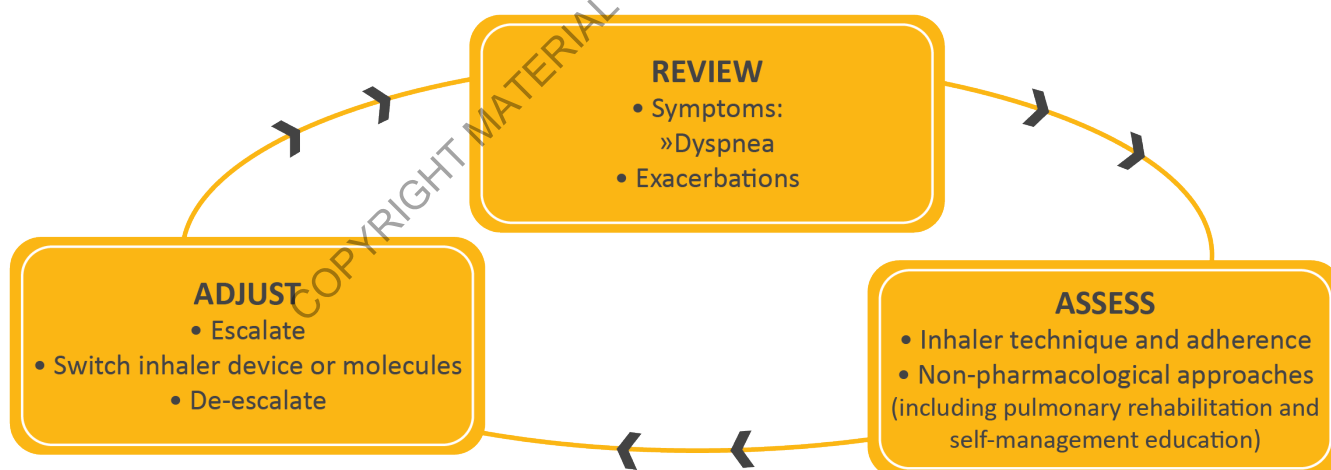 REVIEW
• Symptoms:
»Dyspnea
• Exacerbations
ADJUST
• Escalate
• Switch inhaler device or molecules
• De-escalate
ASSESS
• Inhaler technique and adherence
• Non-pharmacological approaches
(including pulmonary rehabilitation and
self-management education)
COPYRIGHT MATERIAL